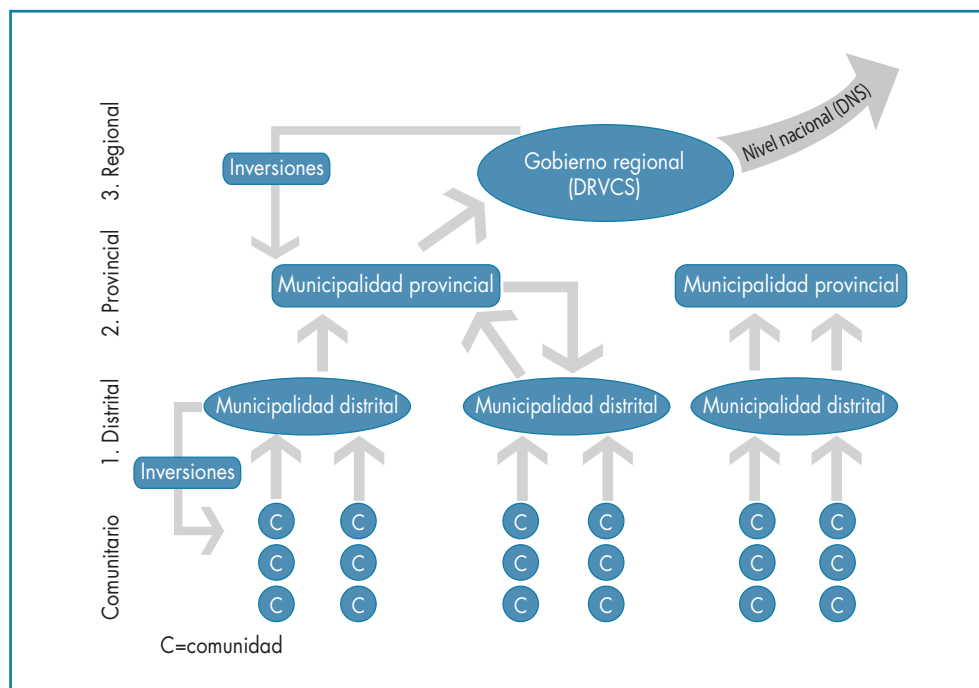 3. Regional
Nivel nacional (DNS)
Inversiones
Gobierno regional
(DRVCS)
2. Provincial
Municipalidad provincial
Municipalidad provincial
1. Distrital
Municipalidad distrital
Municipalidad distrital
Municipalidad distrital
Inversiones
Comunitario
C C C C C C
C C C C C C
C C C C C C
C=comunidad